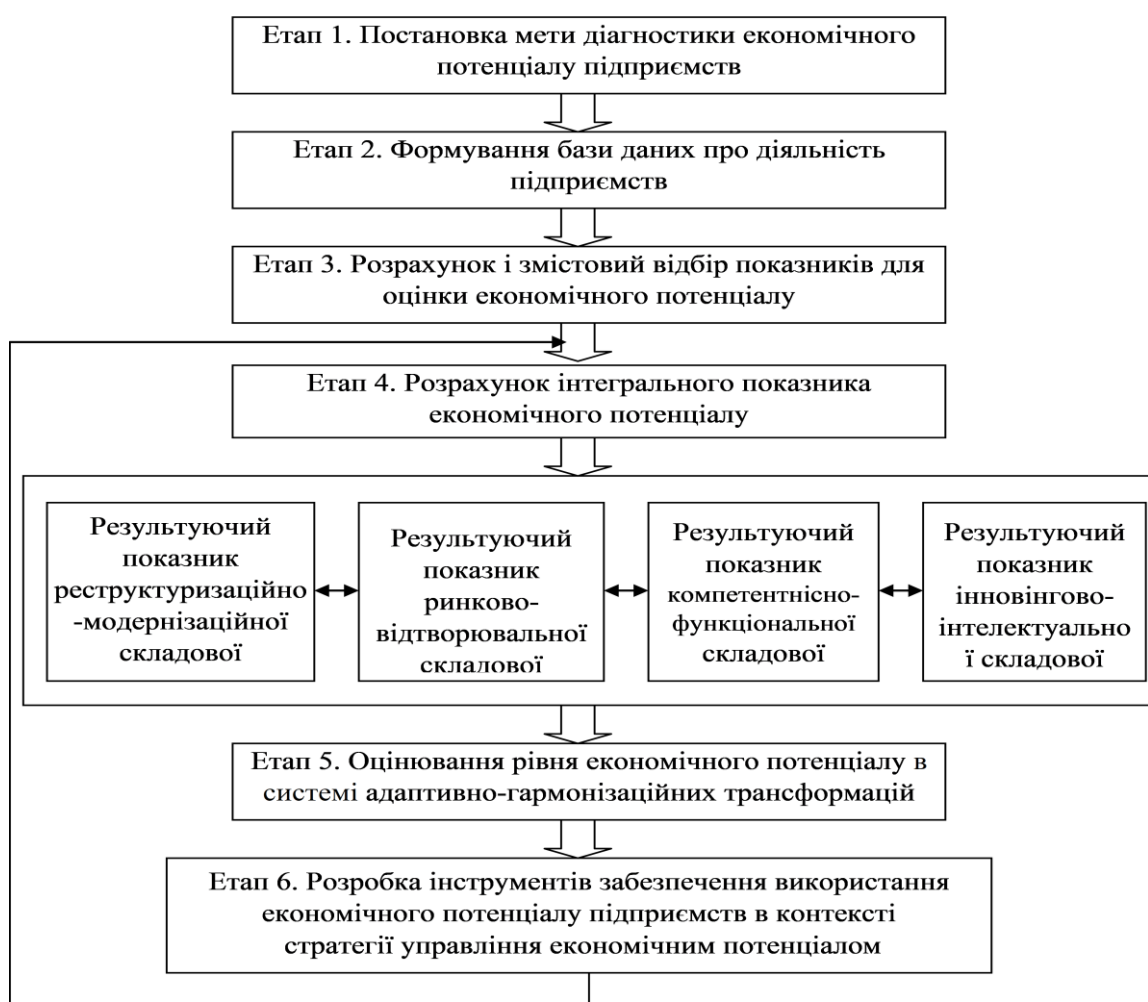 Етап 1. Постановка мети діагностики економічного
потенціалу підприємств
Етап 2. Формування бази даних про діяльність
підприємств
Етап 3. Розрахунок і змістовий відбір показників для
оцінки економічного потенціалу
Етап 4. Розрахунок інтегрального показника
економічного потенціалу
Результуючий
показник
реструктуризаційно
-модернізаційної
складової
Результуючий
показник
ринково-
відтворювальної
складової
Результуючий
показник
компетентнісно-
функціональної
складової
Результуючий
показник
інновінгово-
інтелектуально
ї складової
Етап 5. Оцінювання рівня економічного потенціалу в
системі адаптивно-гармонізаційних трансформацій
Етап 6. Розробка інструментів забезпечення використання
економічного потенціалу підприємств в контексті
стратегії управління економічним потенціалом